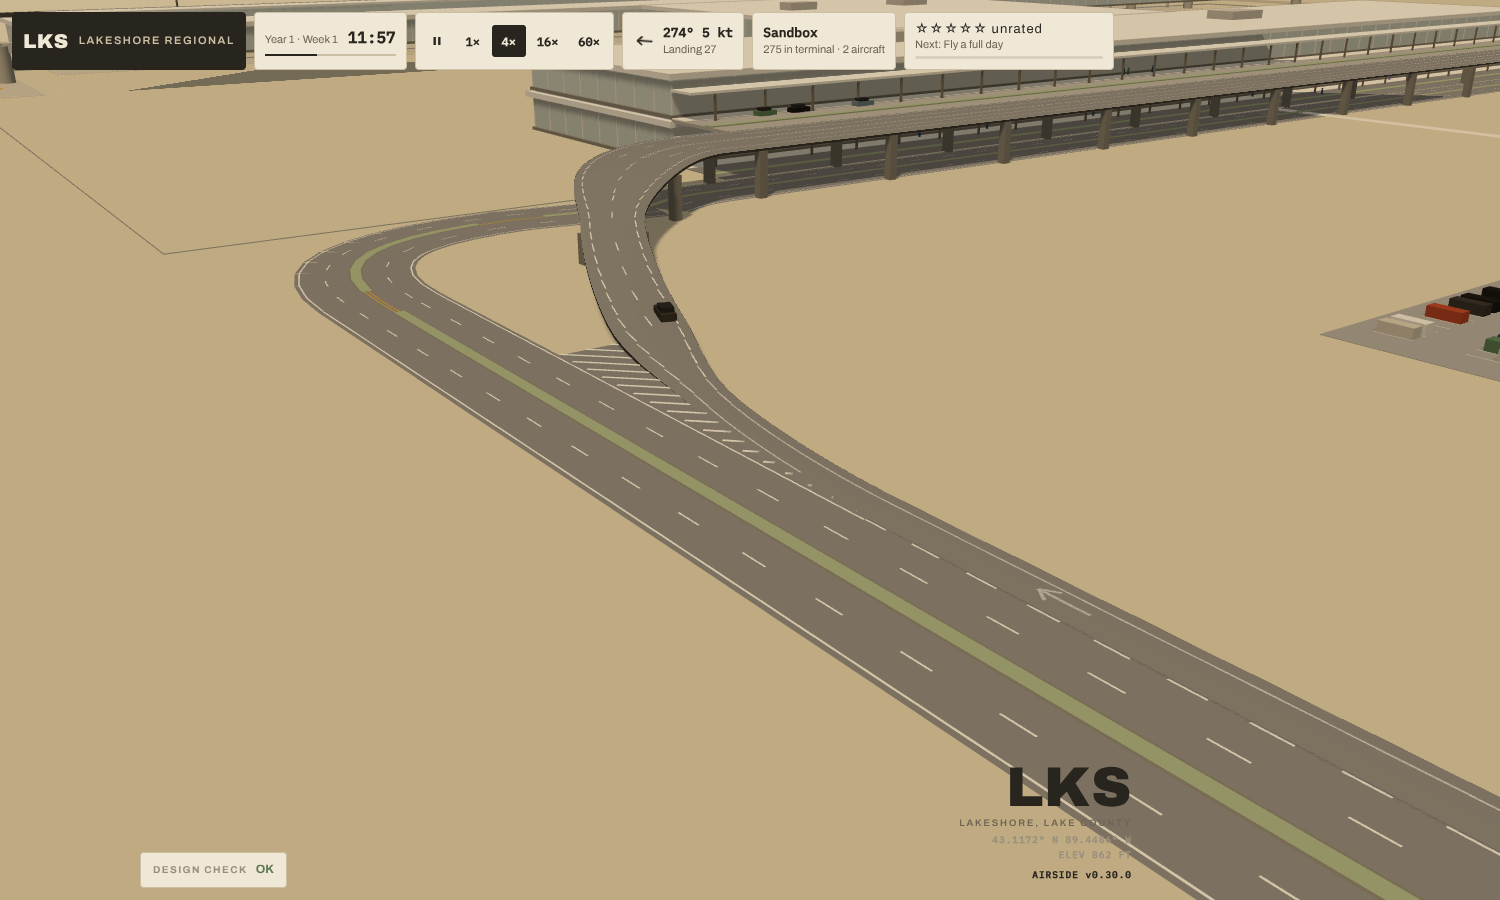 LKS LAKESHORE REGIONAL
Year 1 · Week 1 11:57
1× 4× 16× 60×
274° 5 kt
Landing 27
Sandbox
275 in terminal · 2 aircraft
☆☆☆☆☆ unrated
Next: Fly a full day
LKS
LAKESHORE, LAKE COUNTY
ELEV 862 FT
AIRSIDE v0.30.0
DESIGN CHECK OK